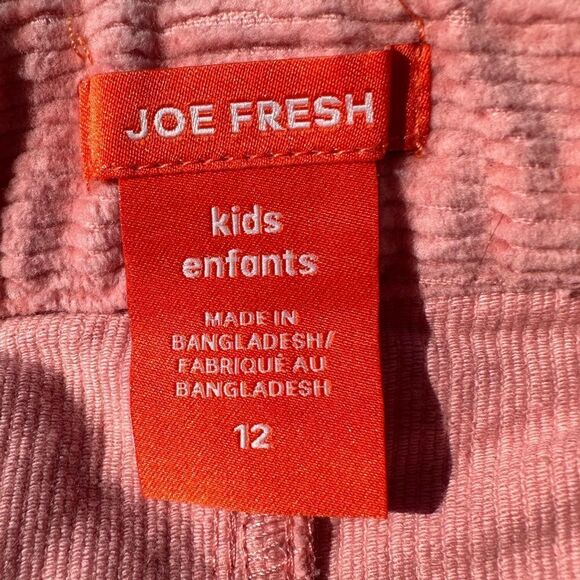 JOE FRESH
kids
enfants
MADE IN
BANGLADESH/
FABRIQUÉ AU
BANGLADESH
12